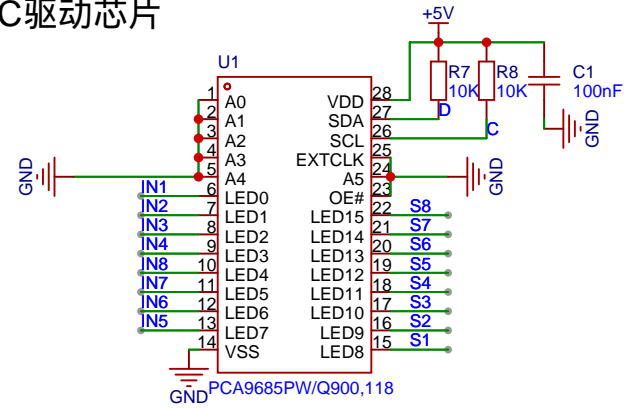 C驱动芯片
+5V
U1
R7
10K
R8
10K
C1
100nF
D
C
GND
GND
GND
GND
1 A0
2 A1
3 A2
4 A3
5 A4
IN1 6 LED0
IN2 7 LED1
IN3 8 LED2
IN4 9 LED3
IN8 10 LED4
IN7 11 LED5
IN6 12 LED6
IN5 13 LED7
14 VSS
VDD 28
SDA 27
SCL 26
EXTCLK 25
A5 24
OE# 23
LED15 22 S8
LED14 21 S7
LED13 20 S6
LED12 19 S5
LED11 18 S4
LED10 17 S3
LED9 16 S2
LED8 15 S1
PCA9685PW/Q900,118